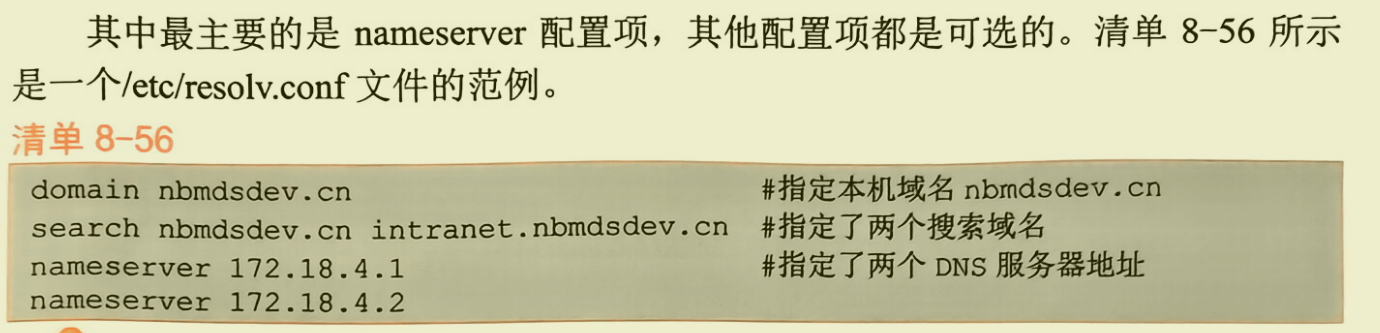 其中最主要的是 nameserver 配置项，其他配置项都是可选的。清单 8-56 所示
是一个/etc/resolv.conf 文件的范例。
清单 8-56
domain nbmdsdev.cn #指定本机域名 nbmdsdev.cn
search nbmdsdev.cn intranet.nbmdsdev.cn #指定了两个搜索域名
nameserver 172.18.4.1 #指定了两个 DNS 服务器地址
nameserver 172.18.4.2